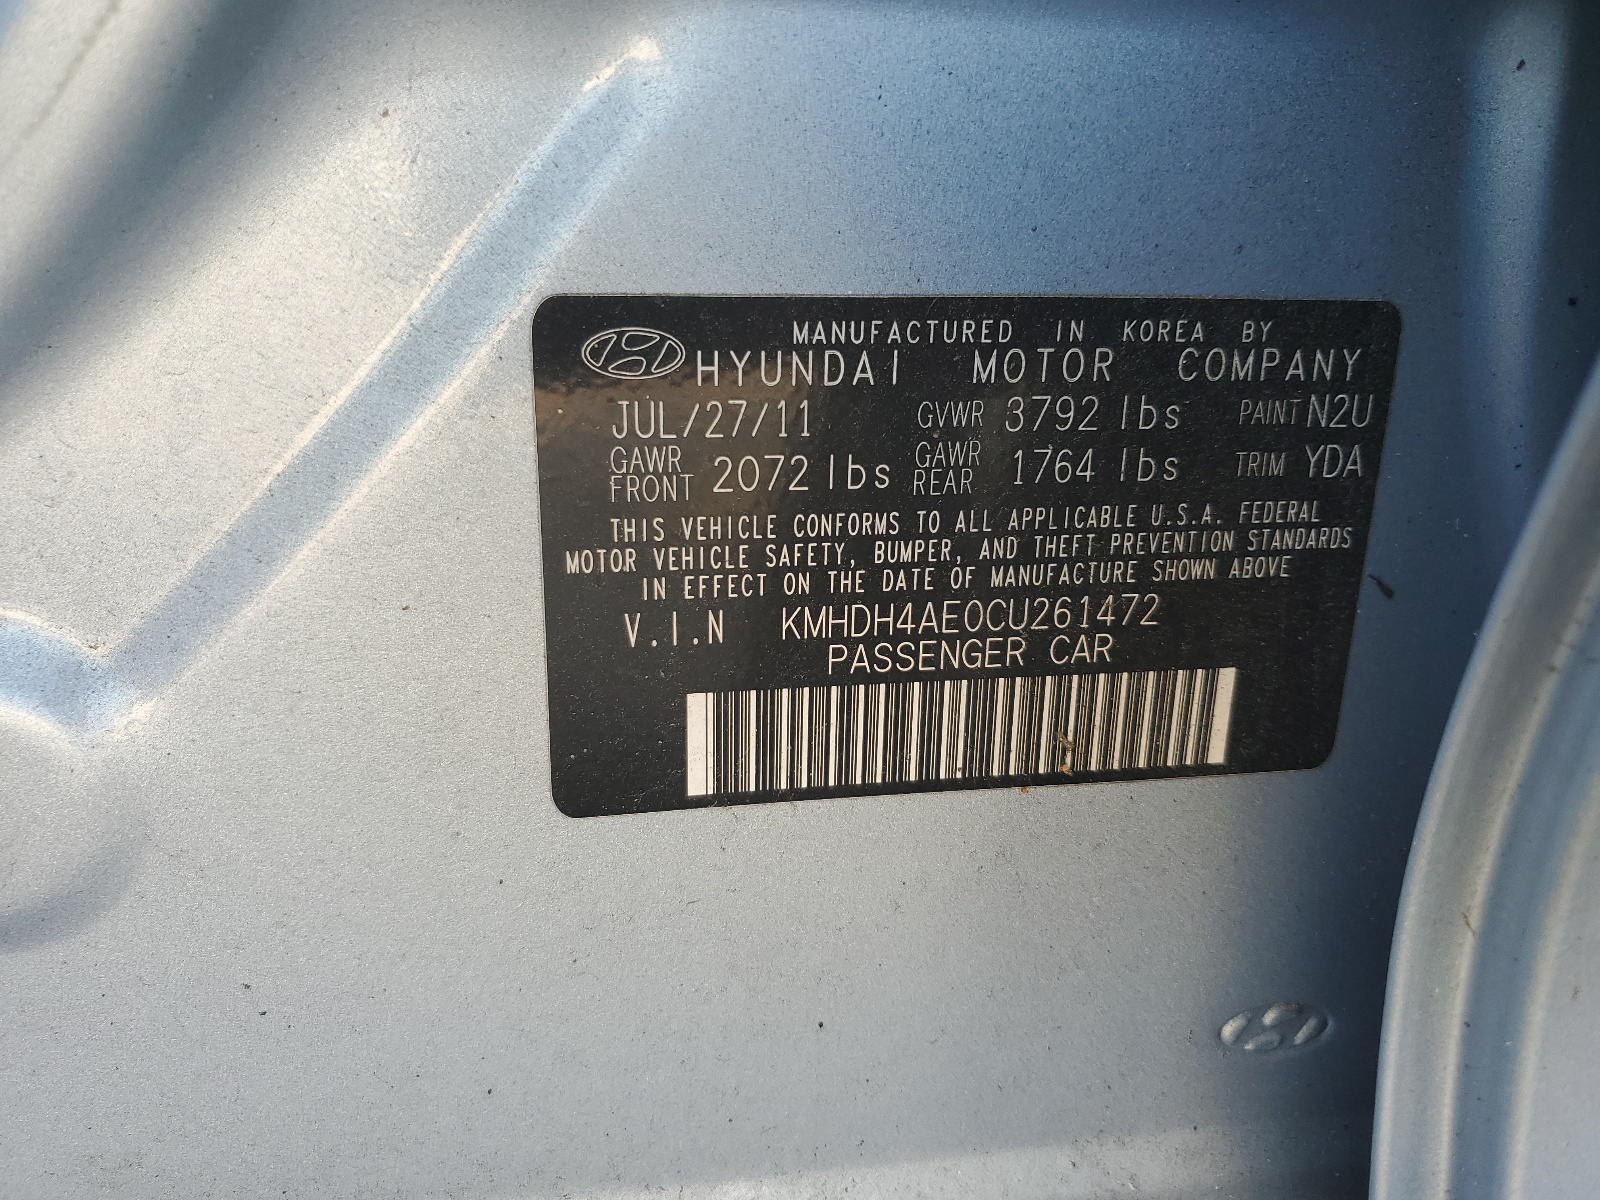 MANUFACTURED IN KOREA BY
HYUNDAI MOTOR COMPANY
JUL/27/11 GVWR 3792 lbs PAINT N2U
GAWR FRONT 2072 lbs GAWR REAR 1764 lbs TRIM YDA
THIS VEHICLE CONFORMS TO ALL APPLICABLE U.S.A. FEDERAL
MOTOR VEHICLE SAFETY, BUMPER, AND THEFT PREVENTION STANDARDS
IN EFFECT ON THE DATE OF MANUFACTURE SHOWN ABOVE
V.I.N KMHDH4AE0CU261472
PASSENGER CAR